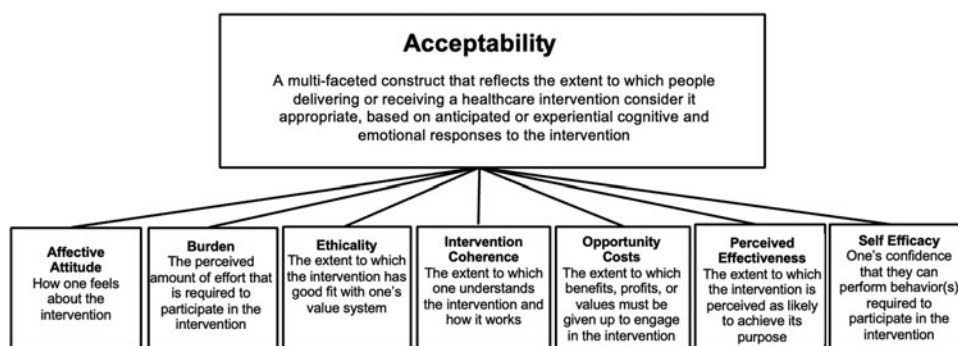 Acceptability
A multi-faceted construct that reflects the extent to which people
delivering or receiving a healthcare intervention consider it
appropriate, based on anticipated or experiential cognitive and
emotional responses to the intervention
Affective
Attitude
How one feels
about the
intervention
Burden
The perceived
amount of effort that
is required to
participate in the
intervention
Ethicality
The extent to which
the intervention has
good fit with one's
value system
Intervention
Coherence
The extent to which
one understands
the intervention and
how it works
Opportunity
Costs
The extent to which
benefits, profits, or
values must be
given up to engage
in the intervention
Perceived
Effectiveness
The extent to which
the intervention is
perceived as likely
to achieve its
purpose
Self Efficacy
One's confidence
that they can
perform behavior(s)
required to
participate in the
intervention